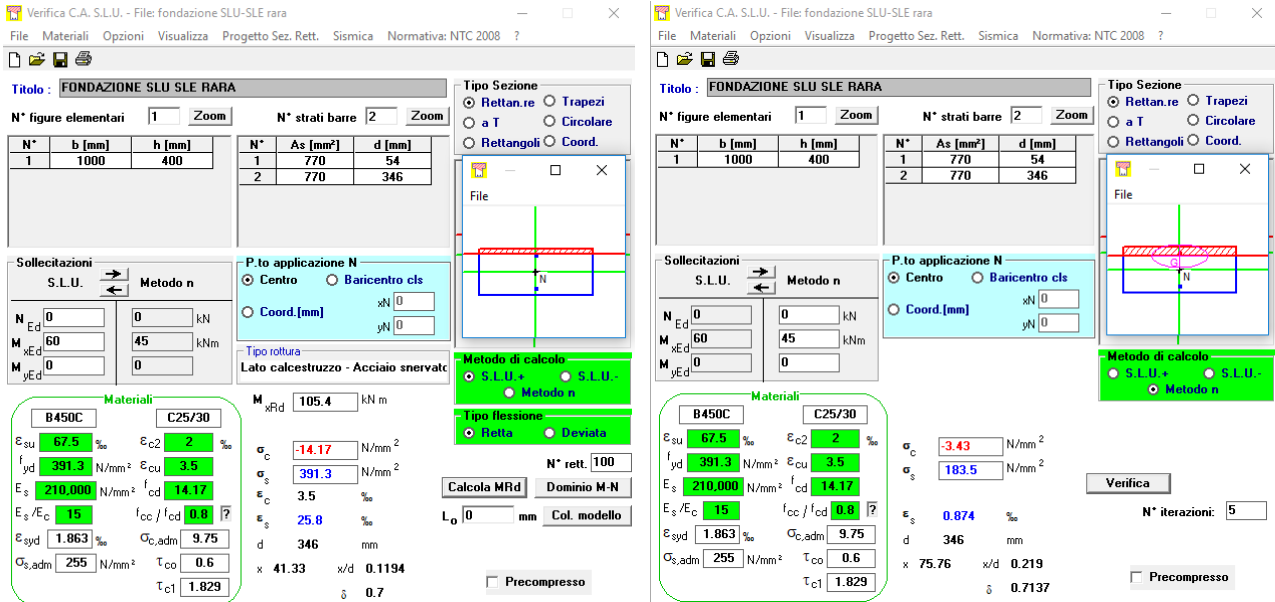 Verifica C.A. S.L.U. - File: fondazione SLU-SLE rara
File Materiali Opzioni Visualizza Progetto Sez. Rett. Sismica Normativa: NTC 2008 ?
Titolo : FONDAZIONE SLU SLE RARA
N° figure elementari 1 Zoom N° strati barre 2 Zoom
N° b [mm] h [mm]
1 1000 400
N° As [mm²] d [mm]
1 770 54
2 770 346
Tipo Sezione
Rettan.re Trapezi
a T Circolare
Rettangoli Coord.
File
N
Sollecitazioni
S.L.U. Metodo n
N Ed 0 0 kN
M xEd 60 45 kNm
M yEd 0 0
P.to applicazione N
Centro Baricentro cls
Coord.[mm] xN 0
yN 0
Tipo rottura
Lato calcestruzzo - Acciaio snervato
Metodo di calcolo
S.L.U.+ S.L.U.-
Metodo n
Tipo flessione
Retta Deviata
Materiali
B450C C25/30
εsu 67.5 ‰ εc2 2 ‰
fyd 391.3 N/mm² εcu 3.5
Es 210,000 N/mm² fcd 14.17
Es/Ec 15 fcc / fcd 0.8 ?
εsyd 1.863 ‰ σc,adm 9.75
σs,adm 255 N/mm² τco 0.6
τc1 1.829
M xRd 105.4 kN m
σc -14.17 N/mm²
σs 391.3 N/mm²
εc 3.5 ‰
εs 25.8 ‰
d 346 mm
x 41.33 x/d 0.1194
δ 0.7
N° rett. 100
Calcola MRd Dominio M-N
Lo 0 mm Col. modello
Precompresso
Verifica C.A. S.L.U. - File: fondazione SLU-SLE rara
File Materiali Opzioni Visualizza Progetto Sez. Rett. Sismica Normativa: NTC 2008 ?
Titolo : FONDAZIONE SLU SLE RARA
N° figure elementari 1 Zoom N° strati barre 2 Zoom
N° b [mm] h [mm]
1 1000 400
N° As [mm²] d [mm]
1 770 54
2 770 346
Tipo Sezione
Rettan.re Trapezi
a T Circolare
Rettangoli Coord.
File
G
N
Sollecitazioni
S.L.U. Metodo n
N Ed 0 0 kN
M xEd 60 45 kNm
M yEd 0 0
P.to applicazione N
Centro Baricentro cls
Coord.[mm] xN 0
yN 0
Metodo di calcolo
S.L.U.+ S.L.U.-
Metodo n
Materiali
B450C C25/30
εsu 67.5 ‰ εc2 2 ‰
fyd 391.3 N/mm² εcu 3.5
Es 210,000 N/mm² fcd 14.17
Es/Ec 15 fcc / fcd 0.8 ?
εsyd 1.863 ‰ σc,adm 9.75
σs,adm 255 N/mm² τco 0.6
τc1 1.829
σc -3.43 N/mm²
σs 183.5 N/mm²
εs 0.874 ‰
d 346 mm
x 75.76 x/d 0.219
δ 0.7137
Verifica
N° iterazioni: 5
Precompresso